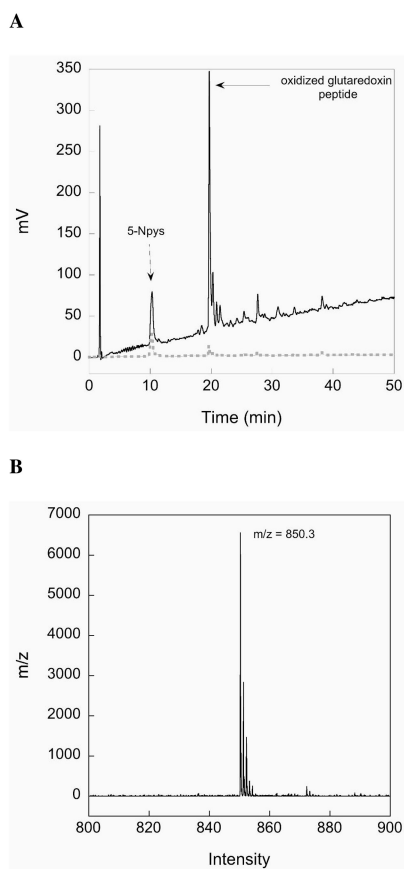 A
350
oxidized glutaredoxin
peptide
300
250
200
mV
150
5-Npys
100
50
0
0 10 20 30 40 50
Time (min)
B
7000
m/z = 850.3
6000
5000
4000
m/z
3000
2000
1000
0
800 820 840 860 880 900
Intensity